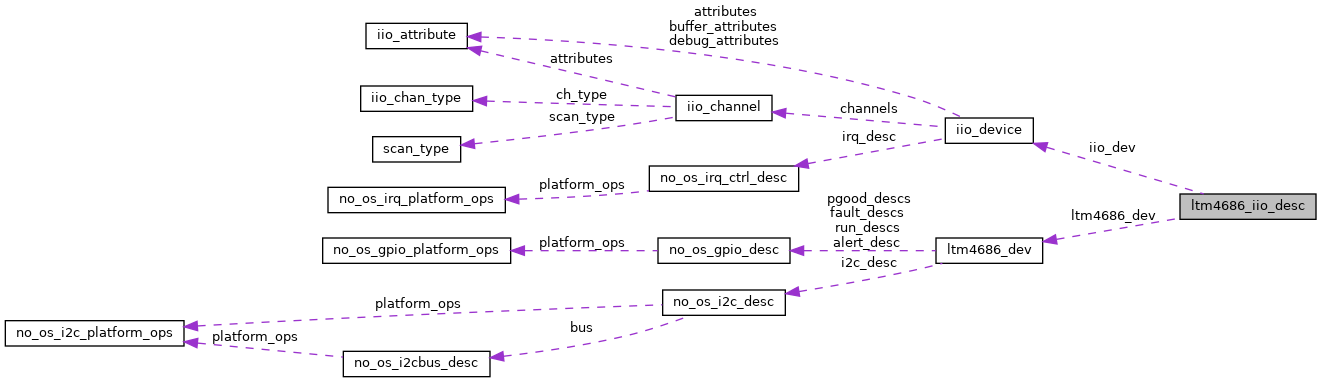 attributes
buffer_attributes
debug_attributes
iio_attribute
attributes
iio_chan_type
ch_type
iio_channel
channels
scan_type
iio_device
irq_desc
scan_type
iio_dev
no_os_irq_ctrl_desc
platform_ops
no_os_irq_platform_ops
pgood_descs
fault_descs
run_descs
alert_desc
ltm4686_iio_desc
ltm4686_dev
platform_ops
no_os_gpio_platform_ops
no_os_gpio_desc
ltm4686_dev
i2c_desc
platform_ops
no_os_i2c_desc
no_os_i2c_platform_ops
platform_ops
bus
no_os_i2cbus_desc